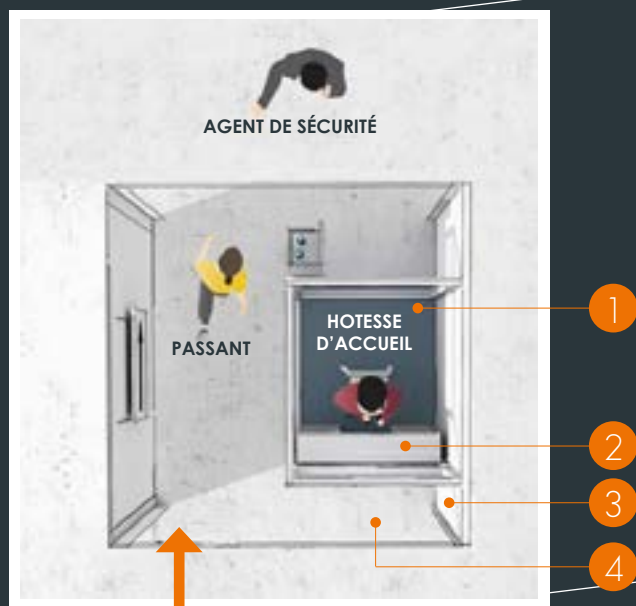 AGENT DE SÉCURITÉ
PASSANT
HOTESSE
D'ACCUEIL
1
2
3
4